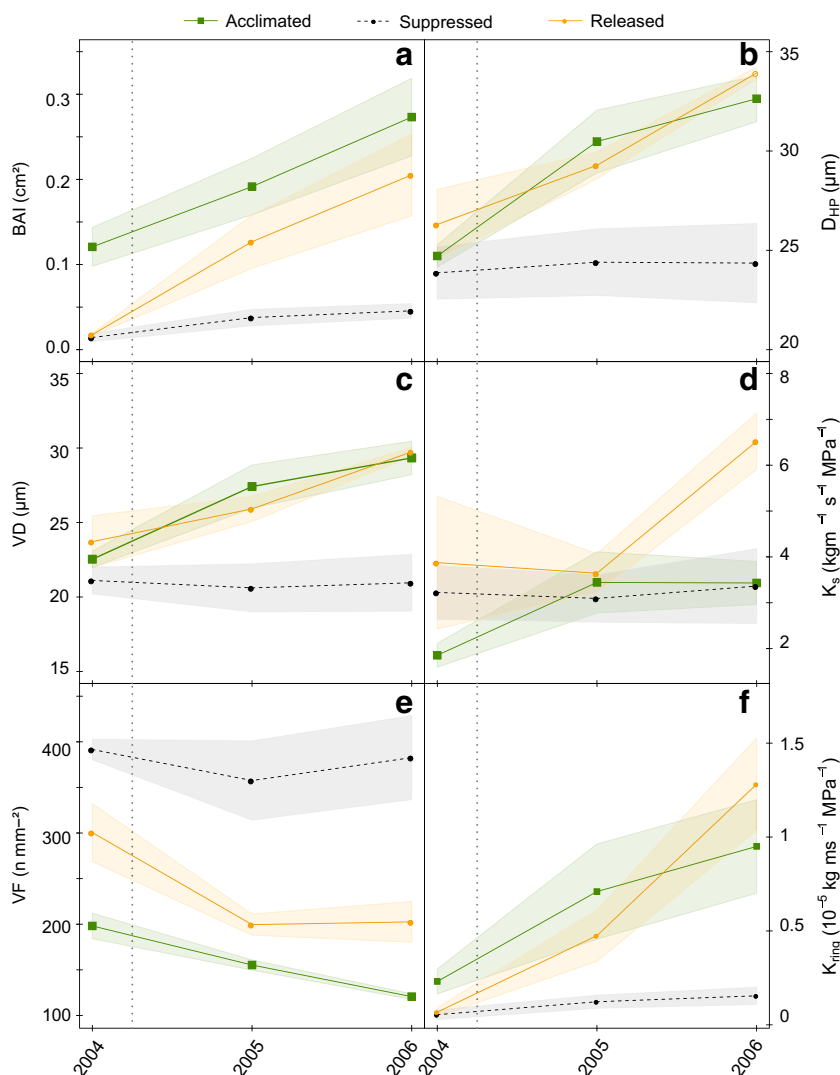 Acclimated Suppressed Released
a
0.3
0.2
0.1
0.0
BAI (cm²)
b
35
30
25
20
D_HP (µm)
c
35
30
25
20
15
VD (µm)
d
8
6
4
2
K_s (kgm⁻¹ s⁻¹ MPa⁻¹)
e
400
300
200
100
VF (n mm⁻²)
f
1.5
1
0.5
0
K_ring (10⁻⁵ kg ms⁻¹ MPa⁻¹)
2004 2005 2006
2004 2005 2006